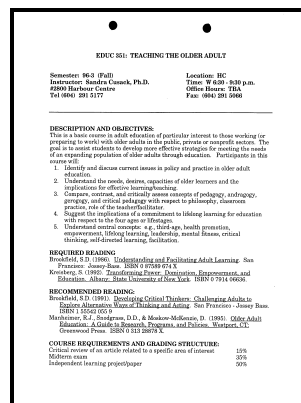 EDUC 351: TEACHING THE OLDER ADULT
Semester: 96-3 (Fall)
Instructor: Sandra Cusack, Ph.D.
#2800 Harbour Centre
Tel (604) 291 5177
Location: HC
Time: W 6:30 - 9:30 p.m.
Office Hours: TBA
Fax: (604) 291 5066
DESCRIPTION AND OBJECTIVES:
This is a basic course in adult education of particular interest to those working (or
preparing to work) with older adults in the public, private or nonprofit sectors. The
goal is to assist students to develop more effective strategies for meeting the needs
of an expanding population of older adults through education. Participants in this
course will:
1. Identify and discuss current issues in policy and practice in older adult
education.
2. Understand the needs, desires, capacities of older learners and the
implications for effective learning/teaching.
3. Compare, contrast, and critically assess concepts of pedagogy, andragogy,
gerogogy, and critical pedagogy with respect to philosophy, classroom
practice, role of the teacher/facilitator.
4. Suggest the implications of a commitment to lifelong learning for education
with respect to the four ages or lifestages.
5. Understand central concepts: e.g., third-age, health promotion,
empowerment, lifelong learning, leadership, mental fitness, critical
thinking, self-directed learning, facilitation.
REQUIRED READING
Brookfield, S.D. (1986). Understanding and Facilitating Adult Learning. San
Francisco: Jossey-Bass. ISBN 0 87589 674 X
Kreisberg, S. (1992). Transforming Power: Domination, Empowerment, and
Education. Albany: State University of New York. ISBN 0 7914 06636.
RECOMMENDED READING:
Brookfield, S.D. (1991). Developing Critical Thinkers: Challenging Adults to
Explore Alternative Ways of Thinking and Acting. San Francisco - Jossey Bass.
ISBN 1 55542 055 9
Manheimer, R.J., Snodgrass, D.D., & Moskow-McKenzie, D. (1995). Older Adult
Education: A Guide to Research, Programs, and Policies. Westport, CT:
Greenwood Press. ISBN 0 313 28878 X.
COURSE REQUIREMENTS AND GRADING STRUCTURE:
Critical review of an article related to a specific area of interest 15%
Midterm exam 35%
Independent learning project/paper 50%